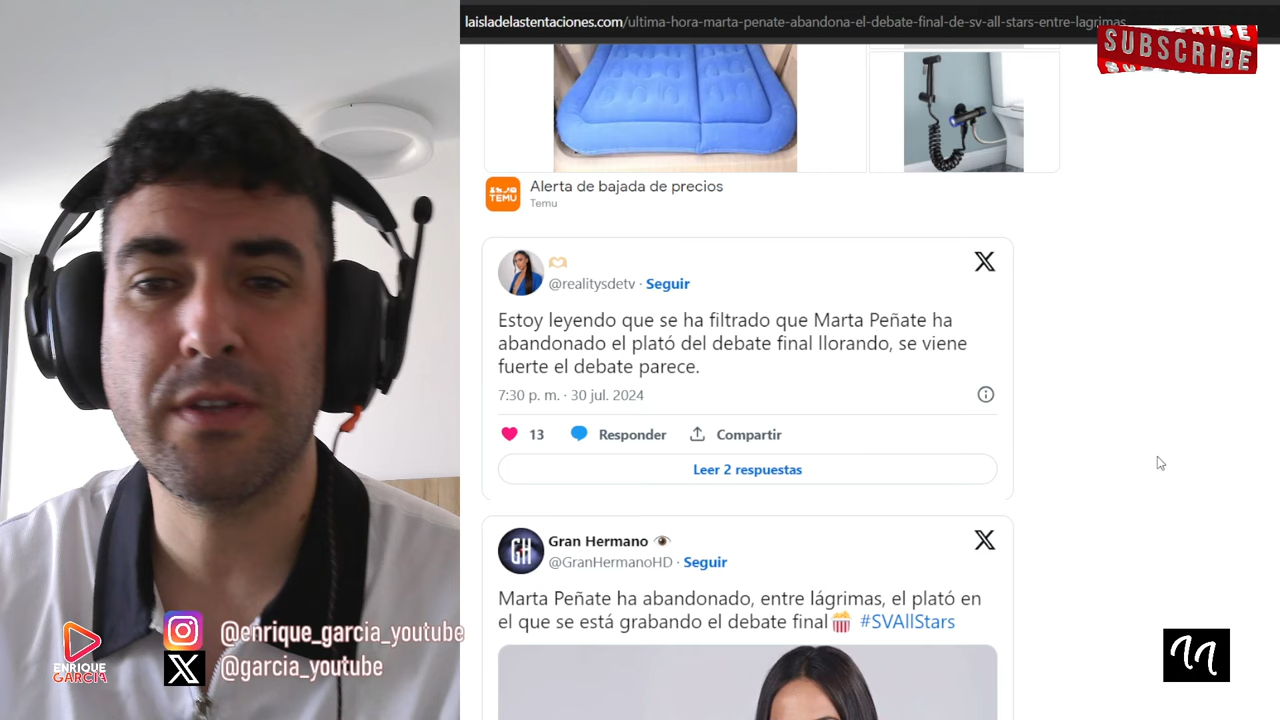 laisladelastentaciones.com/ultima-hora-marta-penate-abandona-el-debate-final-de-sv-all-stars-entre-lagrimas
SUBSCRIBE
TEMU
Alerta de bajada de precios
Temu
@realitysdetv · Seguir
Estoy leyendo que se ha filtrado que Marta Peñate ha
abandonado el plató del debate final llorando, se viene
fuerte el debate parece.
7:30 p. m. · 30 jul. 2024
13 Responder Compartir
Leer 2 respuestas
GH
Gran Hermano
@GranHermanoHD · Seguir
Marta Peñate ha abandonado, entre lágrimas, el plató en
el que se está grabando el debate final #SVAllStars
ENRIQUE
GARCIA
@enrique_garcia_youtube
@garcia_youtube